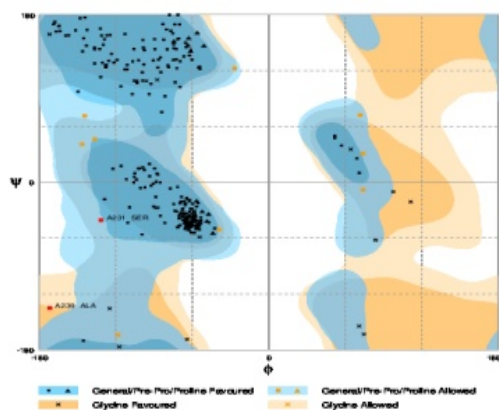 180
Ψ
0
A231 SER
A236 ALA
-180
-180
0
180
Φ
General/Pre-Pro/Proline Favoured
General/Pre-Pro/Proline Allowed
Glycine Favoured
Glycine Allowed